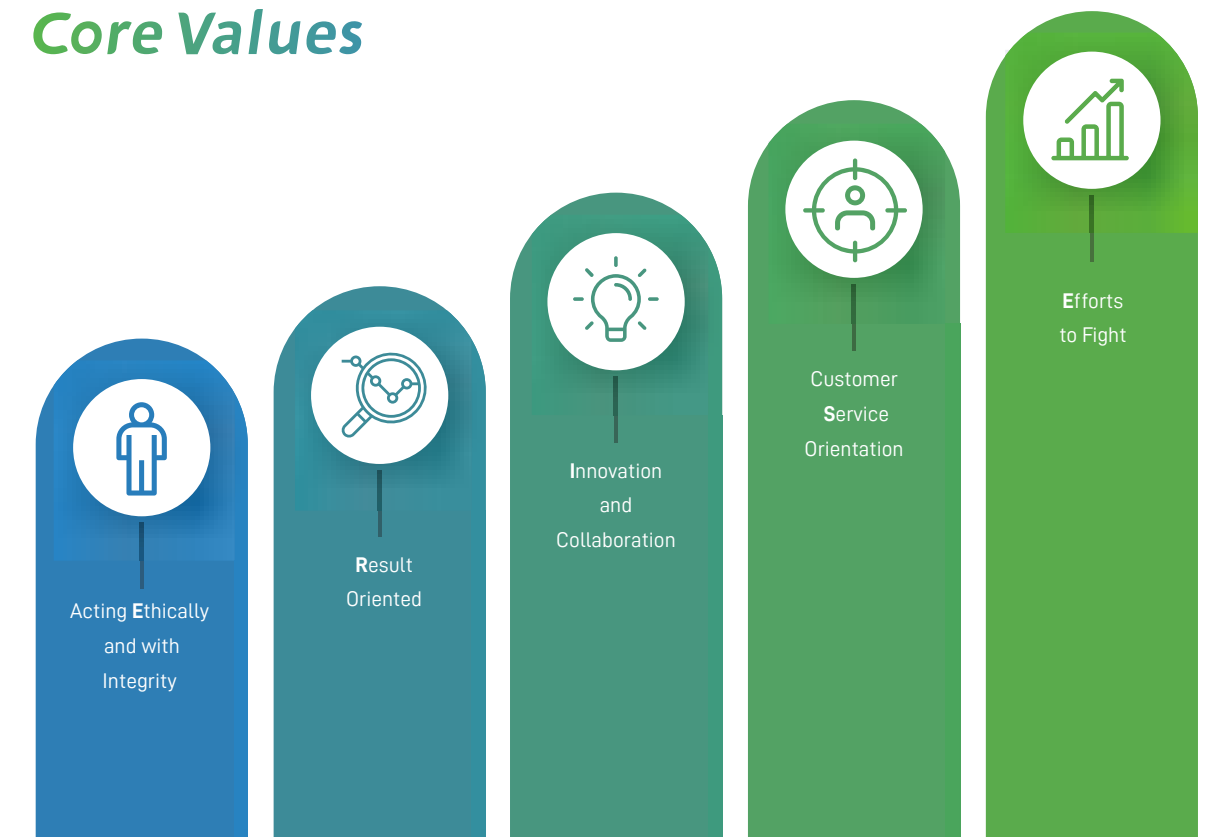 Core Values
Acting Ethically
and with
Integrity
Result
Oriented
Innovation
and
Collaboration
Customer
Service
Orientation
Efforts
to Fight